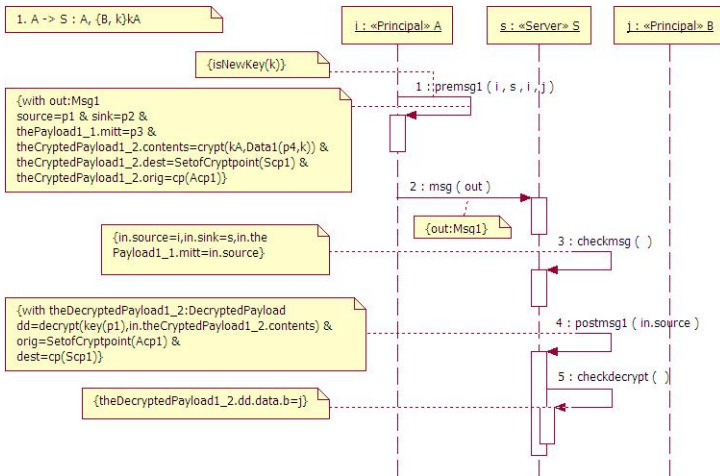 1. A -> S : A, {B, k}kA
i : «Principal» A
s : «Server» S
j : «Principal» B
{isNewKey(k)}
1 : premsg1 ( i , s , i , j )
{with out:Msg1
source=p1 & sink=p2 &
thePayload1_1.mitt=p3 &
theCryptedPayload1_2.contents=crypt(kA,Data1(p4,k)) &
theCryptedPayload1_2.dest=SetofCryptpoint(Scp1) &
theCryptedPayload1_2.orig=cp(Acp1)}
2 : msg ( out )
{out:Msg1}
{in.source=i,in.sink=s,in.the
Payload1_1.mitt=in.source}
3 : checkmsg ( )
{with theDecryptedPayload1_2:DecryptedPayload
dd=decrypt(key(p1),in.theCryptedPayload1_2.contents) &
orig=SetofCryptpoint(Acp1) &
dest=cp(Scp1)}
4 : postmsg1 ( in.source )
5 : checkdecrypt ( )
{theDecryptedPayload1_2.dd.data.b=j}